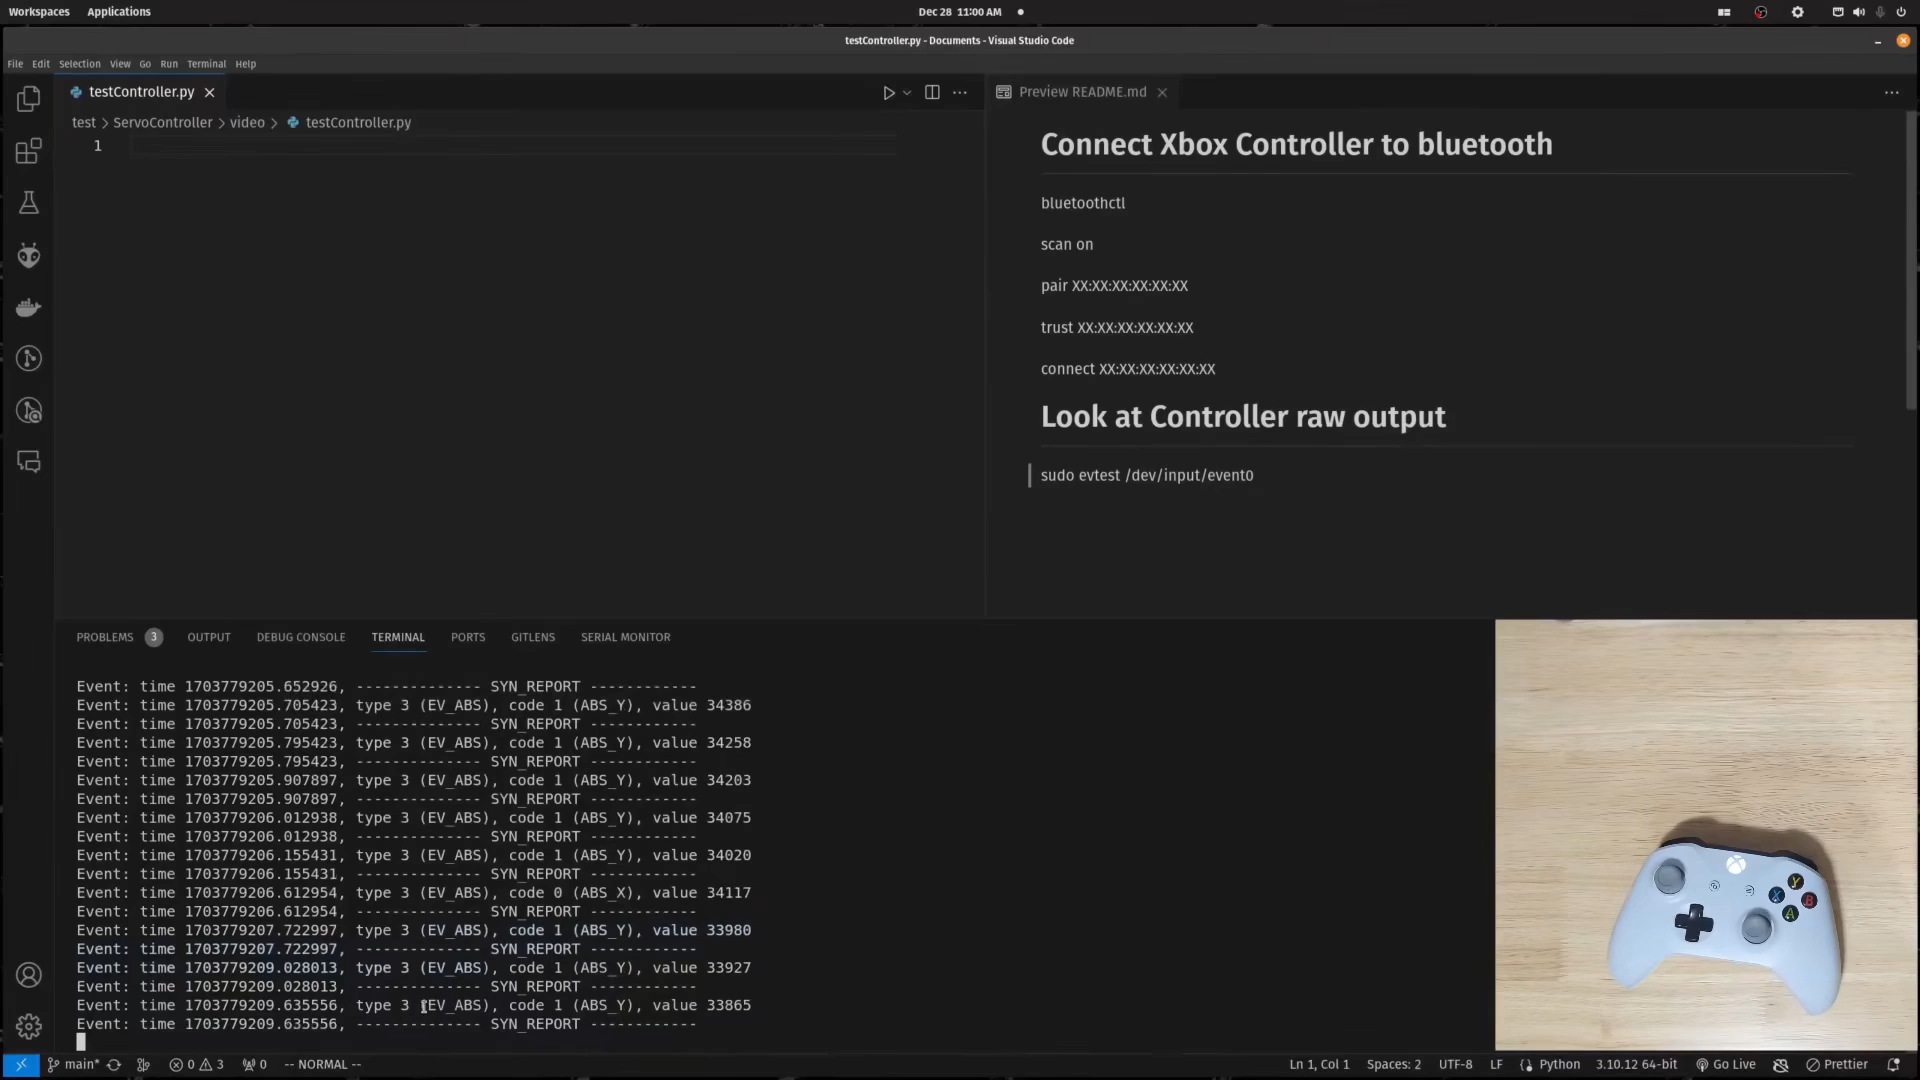 Workspaces
Applications
Dec 28 11:00 AM
testController.py - Documents - Visual Studio Code
File Edit Selection View Go Run Terminal Help
testController.py
test > ServoController > video > testController.py
1
Preview README.md
Connect Xbox Controller to bluetooth
bluetoothctl
scan on
pair XX:XX:XX:XX:XX:XX
trust XX:XX:XX:XX:XX:XX
connect XX:XX:XX:XX:XX:XX
Look at Controller raw output
sudo evtest /dev/input/event0
PROBLEMS 3 OUTPUT DEBUG CONSOLE TERMINAL PORTS GITLENS SERIAL MONITOR
Event: time 1703779205.652926, -------------- SYN_REPORT ------------
Event: time 1703779205.705423, type 3 (EV_ABS), code 1 (ABS_Y), value 34386
Event: time 1703779205.705423, -------------- SYN_REPORT ------------
Event: time 1703779205.795423, type 3 (EV_ABS), code 1 (ABS_Y), value 34258
Event: time 1703779205.795423, -------------- SYN_REPORT ------------
Event: time 1703779205.907897, type 3 (EV_ABS), code 1 (ABS_Y), value 34203
Event: time 1703779205.907897, -------------- SYN_REPORT ------------
Event: time 1703779206.012938, type 3 (EV_ABS), code 1 (ABS_Y), value 34075
Event: time 1703779206.012938, -------------- SYN_REPORT ------------
Event: time 1703779206.155431, type 3 (EV_ABS), code 1 (ABS_Y), value 34020
Event: time 1703779206.155431, -------------- SYN_REPORT ------------
Event: time 1703779206.612954, type 3 (EV_ABS), code 0 (ABS_X), value 34117
Event: time 1703779206.612954, -------------- SYN_REPORT ------------
Event: time 1703779207.722997, type 3 (EV_ABS), code 1 (ABS_Y), value 33980
Event: time 1703779207.722997, -------------- SYN_REPORT ------------
Event: time 1703779209.028013, type 3 (EV_ABS), code 1 (ABS_Y), value 33927
Event: time 1703779209.028013, -------------- SYN_REPORT ------------
Event: time 1703779209.635556, type 3 (EV_ABS), code 1 (ABS_Y), value 33865
Event: time 1703779209.635556, -------------- SYN_REPORT ------------
Y
X B
A
main* 0 3 0 -- NORMAL -- Ln 1, Col 1 Spaces: 2 UTF-8 LF Python 3.10.12 64-bit Go Live Prettier